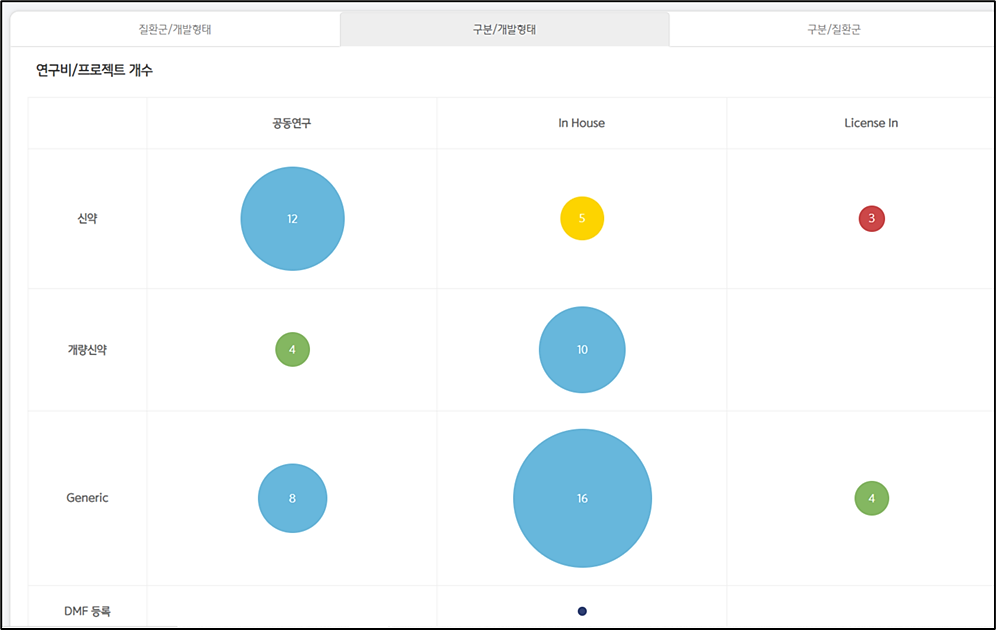 질환군/개발형태 구분/개발형태 구분/질환군
연구비/프로젝트 개수
공동연구 In House License In
신약 12 5 3
개량신약 4 10
Generic 8 16 4
DMF 등록